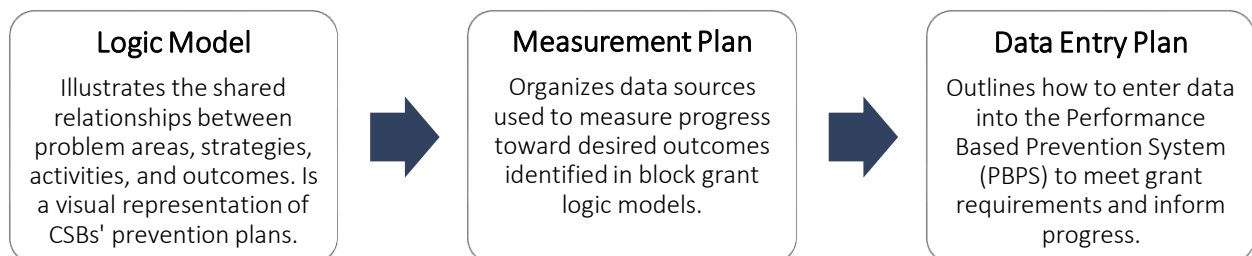 Logic Model
Illustrates the shared
relationships between
problem areas, strategies,
activities, and outcomes. Is
a visual representation of
CSBs' prevention plans.
Measurement Plan
Organizes data sources
used to measure progress
toward desired outcomes
identified in block grant
logic models.
Data Entry Plan
Outlines how to enter data
into the Performance
Based Prevention System
(PBPS) to meet grant
requirements and inform
progress.